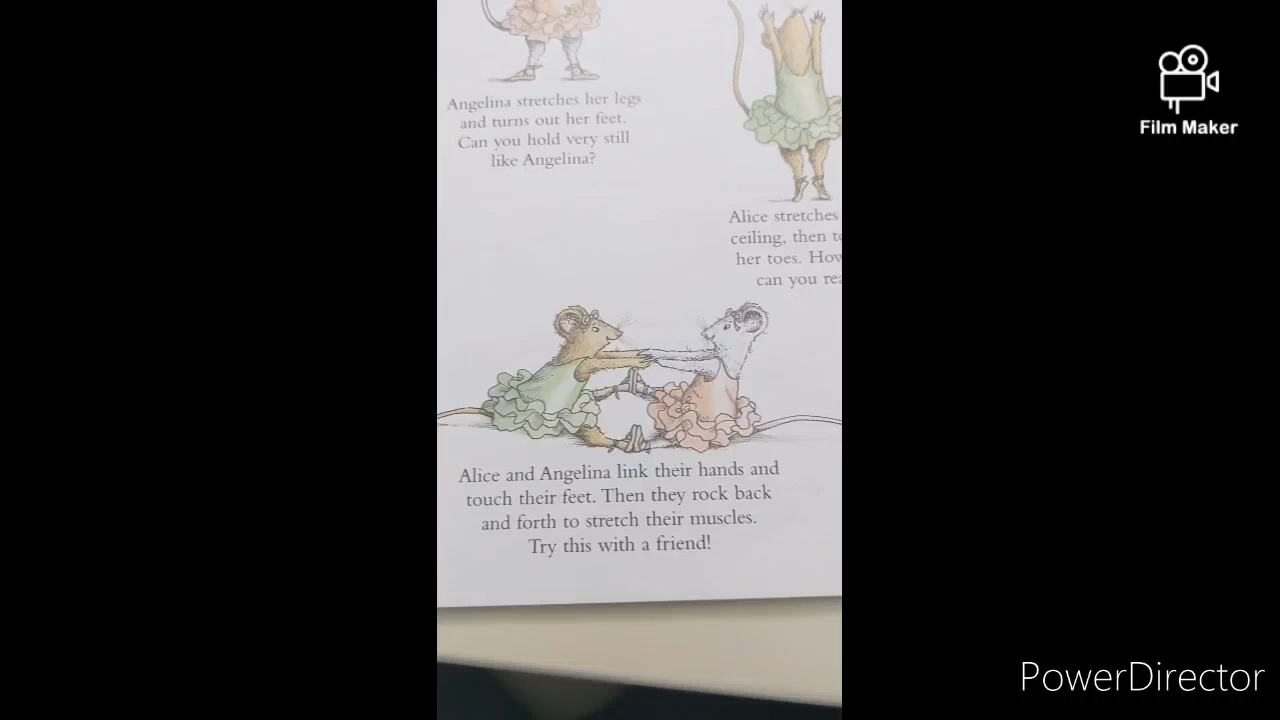 Angelina stretches her legs
and turns out her feet.
Can you hold very still
like Angelina?
Alice stretches
ceiling, then
her toes.
can you
Alice and Angelina link their hands and
touch their feet. Then they rock back
and forth to stretch their muscles.
Try this with a friend!
Film Maker
PowerDirector